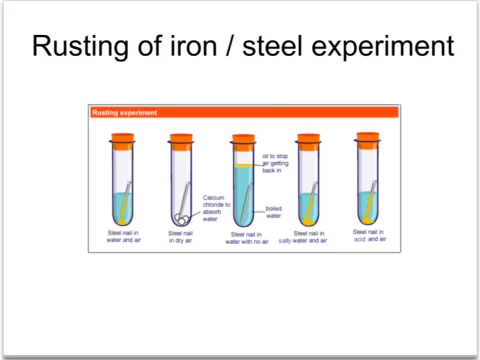 Rusting of iron / steel experiment
Rusting experiment
oil to stop
air getting
back in
Calcium
chloride to
absorb
water
boiled
water
Steel nail in
water and air
Steel nail
in dry air
Steel nail in
water with no air
Steel nail in
salty water and air
Steel nail in
acid and air